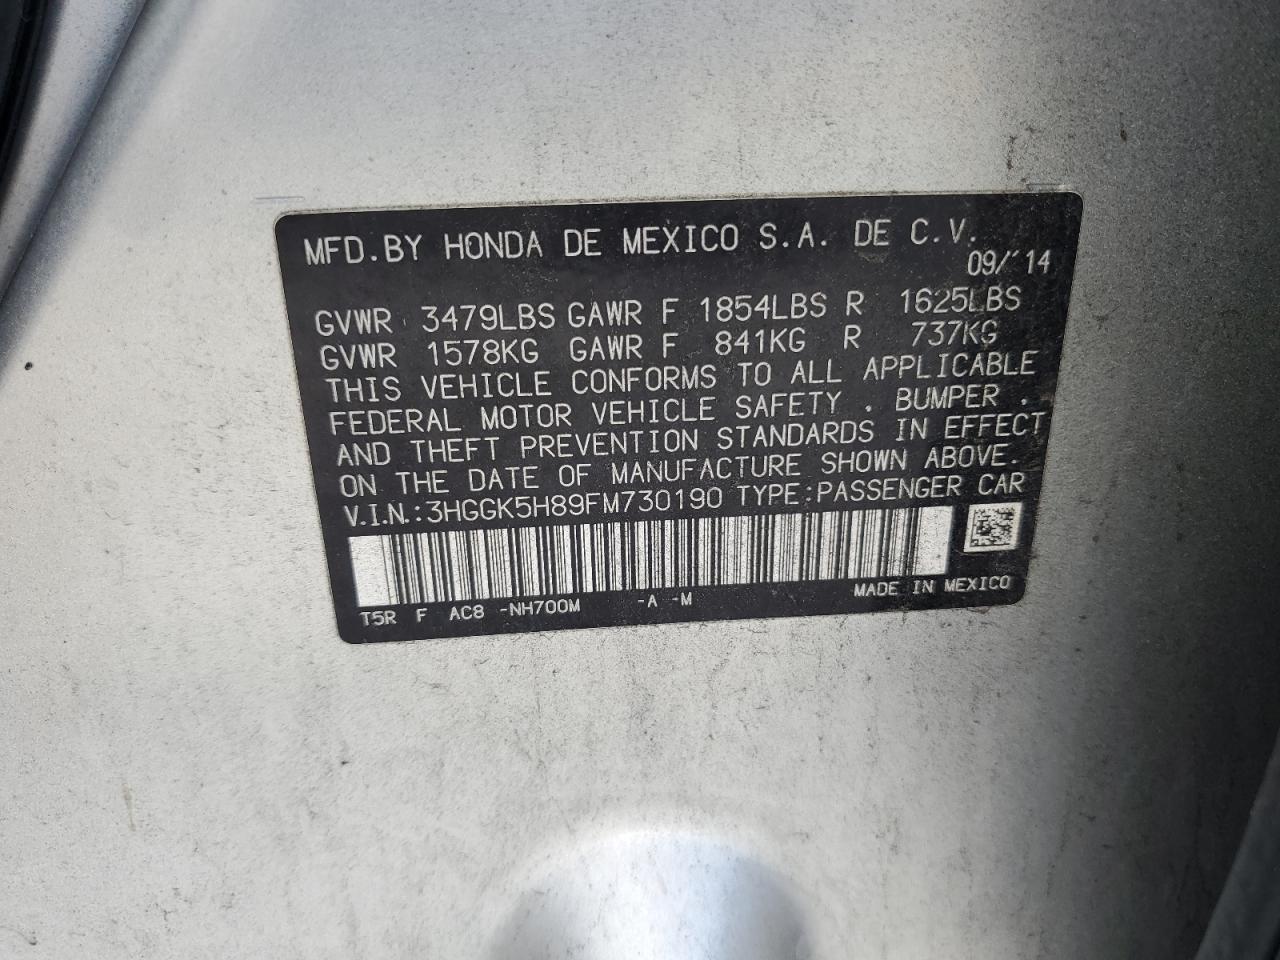 MFD.BY HONDA DE MEXICO S.A. DE C.V.
09/14
GVWR 3479LBS GAWR F 1854LBS R 1625LBS
GVWR 1578KG GAWR F 841KG R 737KG
THIS VEHICLE CONFORMS TO ALL APPLICABLE
FEDERAL MOTOR VEHICLE SAFETY . BUMPER .
AND THEFT PREVENTION STANDARDS IN EFFECT
ON THE DATE OF MANUFACTURE SHOWN ABOVE.
V.I.N.:3HGGK5H89FM730190 TYPE:PASSENGER CAR
MADE IN MEXICO
T5R F AC8 -NH700M -A -M